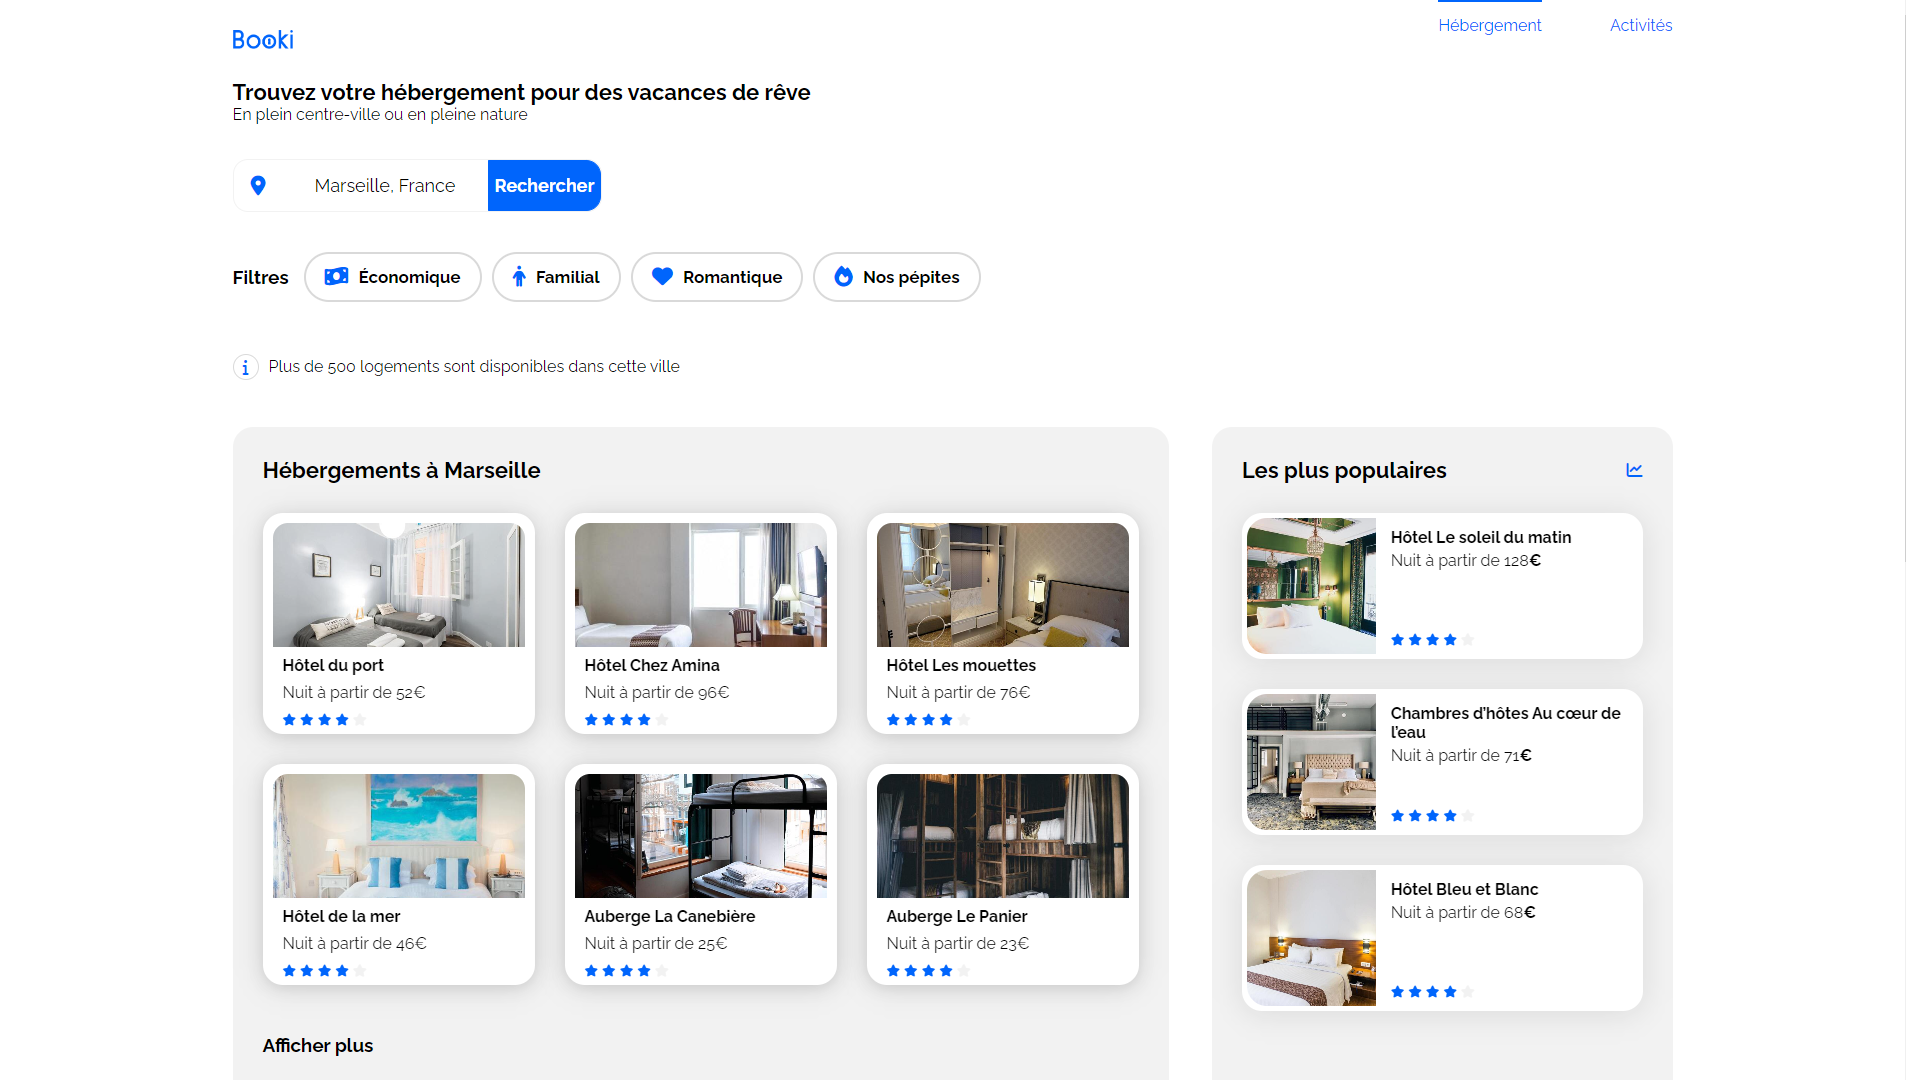 Booki
Hébergement
Activités
Trouvez votre hébergement pour des vacances de rêve
En plein centre-ville ou en pleine nature
Marseille, France
Rechercher
Filtres
Économique
Familial
Romantique
Nos pépites
Plus de 500 logements sont disponibles dans cette ville
Hébergements à Marseille
Hôtel du port
Nuit à partir de 52€
Hôtel Chez Amina
Nuit à partir de 96€
Hôtel Les mouettes
Nuit à partir de 76€
Hôtel de la mer
Nuit à partir de 46€
Auberge La Canebière
Nuit à partir de 25€
Auberge Le Panier
Nuit à partir de 23€
Afficher plus
Les plus populaires
Hôtel Le soleil du matin
Nuit à partir de 128€
Chambres d’hôtes Au cœur de
l’eau
Nuit à partir de 71€
Hôtel Bleu et Blanc
Nuit à partir de 68€